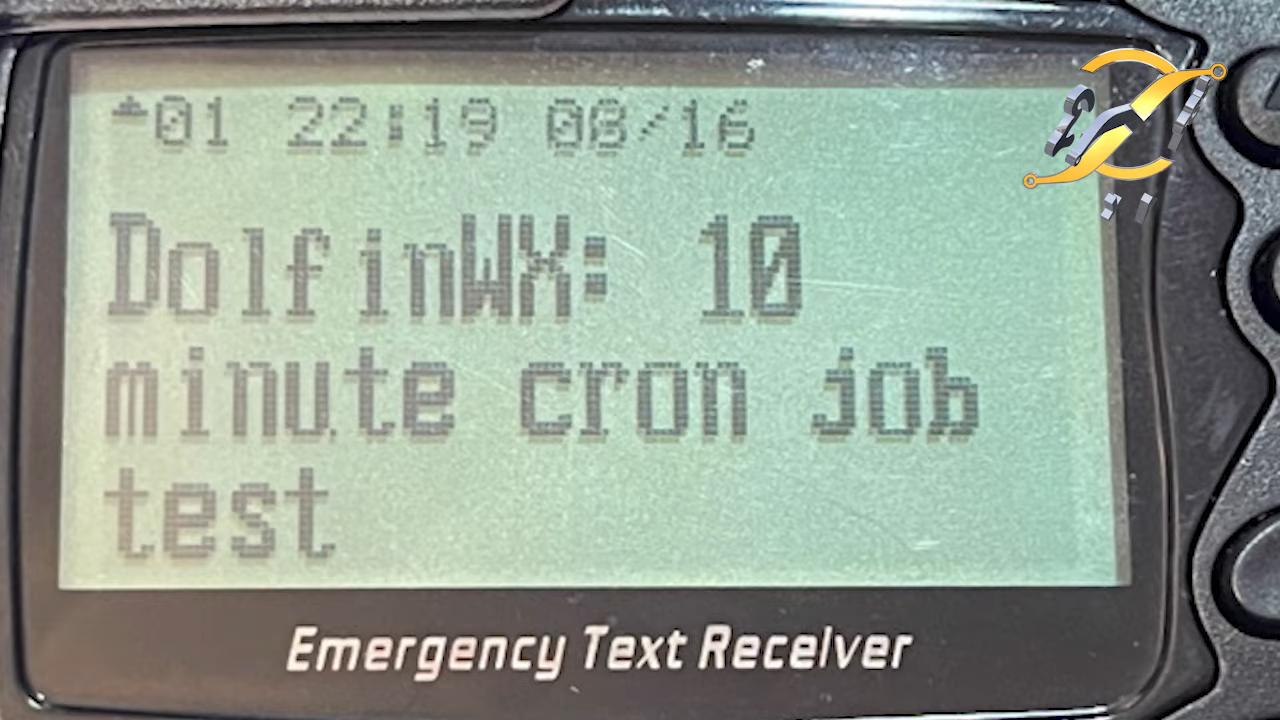 01 22:19 08/16
DolfinWX: 10
minute cron job
test
Emergency Text Receiver